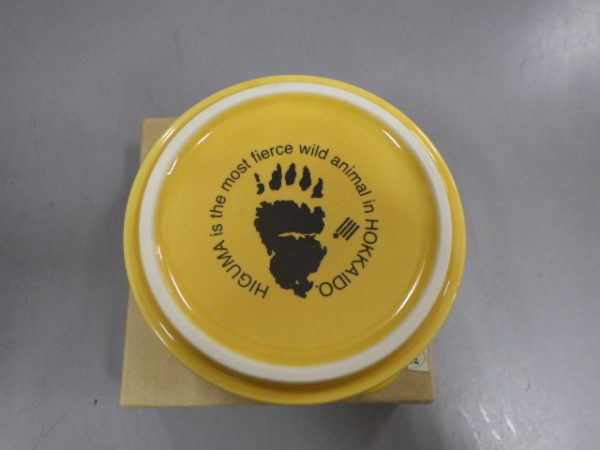 HIGUMA is the most fierce wild animal in HOKKAIDO.